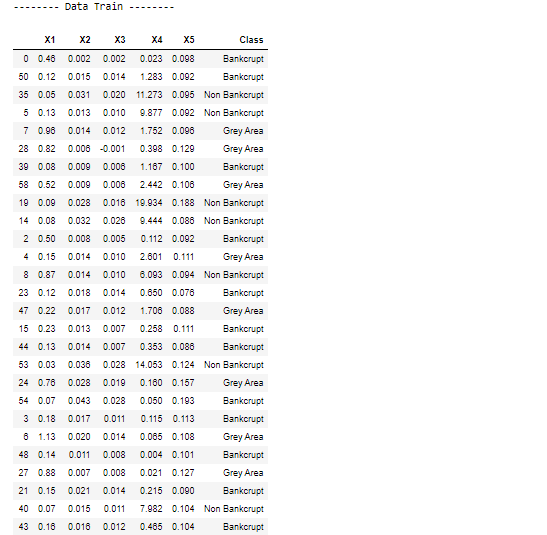 -------- Data Train --------
X1 X2 X3 X4 X5 Class
0 0.46 0.002 0.002 0.023 0.098 Bankcrupt
50 0.12 0.015 0.014 1.283 0.092 Bankcrupt
35 0.05 0.031 0.020 11.273 0.095 Non Bankcrupt
5 0.13 0.013 0.010 9.877 0.092 Non Bankcrupt
7 0.96 0.014 0.012 1.752 0.096 Grey Area
28 0.82 0.006 -0.001 0.398 0.129 Grey Area
39 0.08 0.009 0.006 1.167 0.100 Bankcrupt
58 0.52 0.009 0.006 2.442 0.106 Grey Area
19 0.09 0.028 0.016 19.934 0.188 Non Bankcrupt
14 0.08 0.032 0.026 9.444 0.086 Non Bankcrupt
2 0.50 0.008 0.005 0.112 0.092 Bankcrupt
4 0.15 0.014 0.010 2.601 0.111 Grey Area
8 0.87 0.014 0.010 6.093 0.094 Non Bankcrupt
23 0.12 0.018 0.014 0.650 0.076 Bankcrupt
47 0.22 0.017 0.012 1.706 0.088 Grey Area
15 0.23 0.013 0.007 0.258 0.111 Bankcrupt
44 0.13 0.014 0.007 0.353 0.086 Bankcrupt
53 0.03 0.036 0.028 14.053 0.124 Non Bankcrupt
24 0.76 0.028 0.019 0.160 0.157 Grey Area
54 0.07 0.043 0.028 0.050 0.193 Bankcrupt
3 0.18 0.017 0.011 0.115 0.113 Bankcrupt
6 1.13 0.020 0.014 0.065 0.108 Grey Area
48 0.14 0.011 0.008 0.004 0.101 Bankcrupt
27 0.88 0.007 0.008 0.021 0.127 Grey Area
21 0.15 0.021 0.014 0.215 0.090 Bankcrupt
40 0.07 0.015 0.011 7.982 0.104 Non Bankcrupt
43 0.16 0.016 0.012 0.465 0.104 Bankcrupt